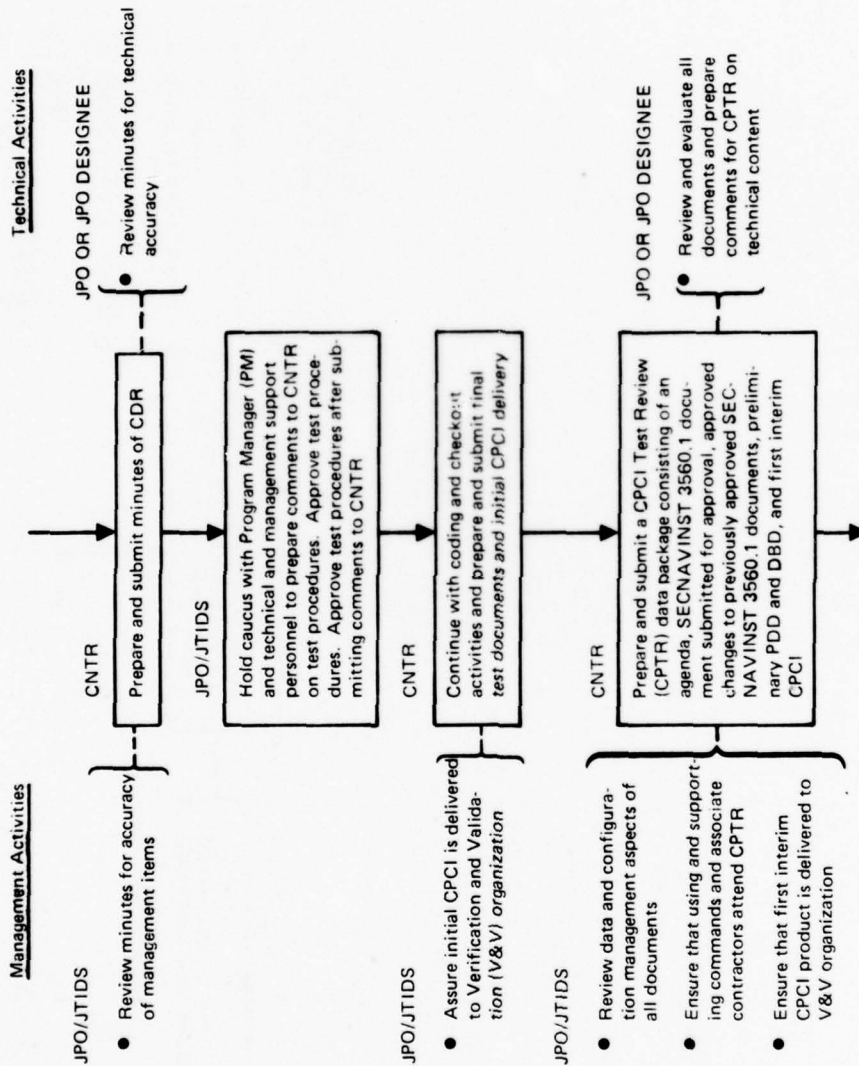 Management Activities
Technical Activities
JPO/JTIDS
● Review minutes for accuracy
of management items
CNTR
Prepare and submit minutes of CDR
JPO OR JPO DESIGNEE
● Review minutes for technical
accuracy
JPO/JTIDS
Hold caucus with Program Manager (PM)
and technical and management support
personnel to prepare comments to CNTR
on test procedures. Approve test proce-
dures. Approve test procedures after sub-
mitting comments to CNTR
JPO/JTIDS
● Assure initial CPCI is delivered
to Verification and Valida-
tion (V&V) organization
CNTR
Continue with coding and checkout
activities and prepare and submit final
test documents and initial CPCI delivery
JPO/JTIDS
● Review data and configura-
tion management aspects of
all documents
● Ensure that using and support-
ing commands and associate
contractors attend CPTR
● Ensure that first interim
CPCI product is delivered to
V&V organization
CNTR
Prepare and submit a CPCI Test Review
(CPTR) data package consisting of an
agenda, SECNAVINST 3560.1 docu-
ment submitted for approval, approved
changes to previously approved SEC-
NAVINST 3560.1 documents, prelimi-
nary PDD and DBD, and first interim
CPCI
JPO OR JPO DESIGNEE
● Review and evaluate all
documents and prepare
comments for CPTR on
technical content